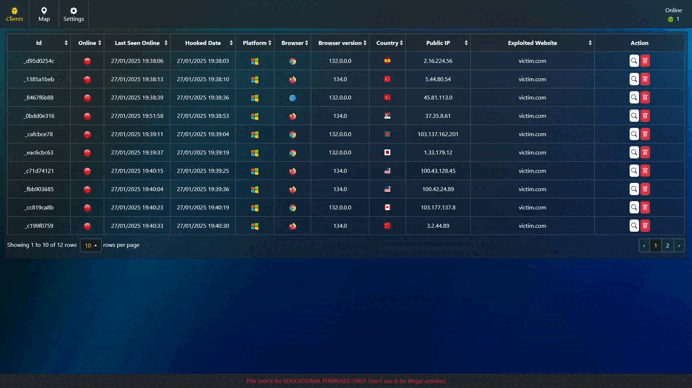 Online
Clients Map Settings 1
Id Online Last Seen Online Hooked Date Platform Browser Browser version Country Public IP Exploited Website Action
_d95d0254c 27/01/2025 19:38:06 27/01/2025 19:38:03 132.0.0.0 2.16.224.56 victim.com
_1385a1beb 27/01/2025 19:38:13 27/01/2025 19:38:10 134.0 5.44.80.54 victim.com
_8467f6b88 27/01/2025 19:38:39 27/01/2025 19:38:36 132.0.0.0 45.81.113.0 victim.com
_0bdd0e316 27/01/2025 19:51:58 27/01/2025 19:38:53 134.0 37.35.8.61 victim.com
_cafcbce78 27/01/2025 19:39:11 27/01/2025 19:39:04 132.0.0.0 103.137.162.201 victim.com
27/01/2025 19:39:37 27/01/2025 19:39:19 132.0.0.0 1.33.179.12 victim.com
_c71d74121 27/01/2025 19:40:15 27/01/2025 19:39:25 134.0 100.43.128.45 victim.com
_fbb903685 27/01/2025 19:40:04 27/01/2025 19:39:36 134.0 100.42.24.89 victim.com
_cc819ca8b 27/01/2025 19:40:23 27/01/2025 19:40:19 132.0.0.0 103.177.137.8 victim.com
_c199f0759 27/01/2025 19:40:33 27/01/2025 19:40:30 134.0 3.2.44.89 victim.com
Showing 1 to 10 of 12 rows 10 rows per page ‹ 1 2 ›
This tool is for EDUCATIONAL PURPOSES ONLY. Don't use it for illegal activities.